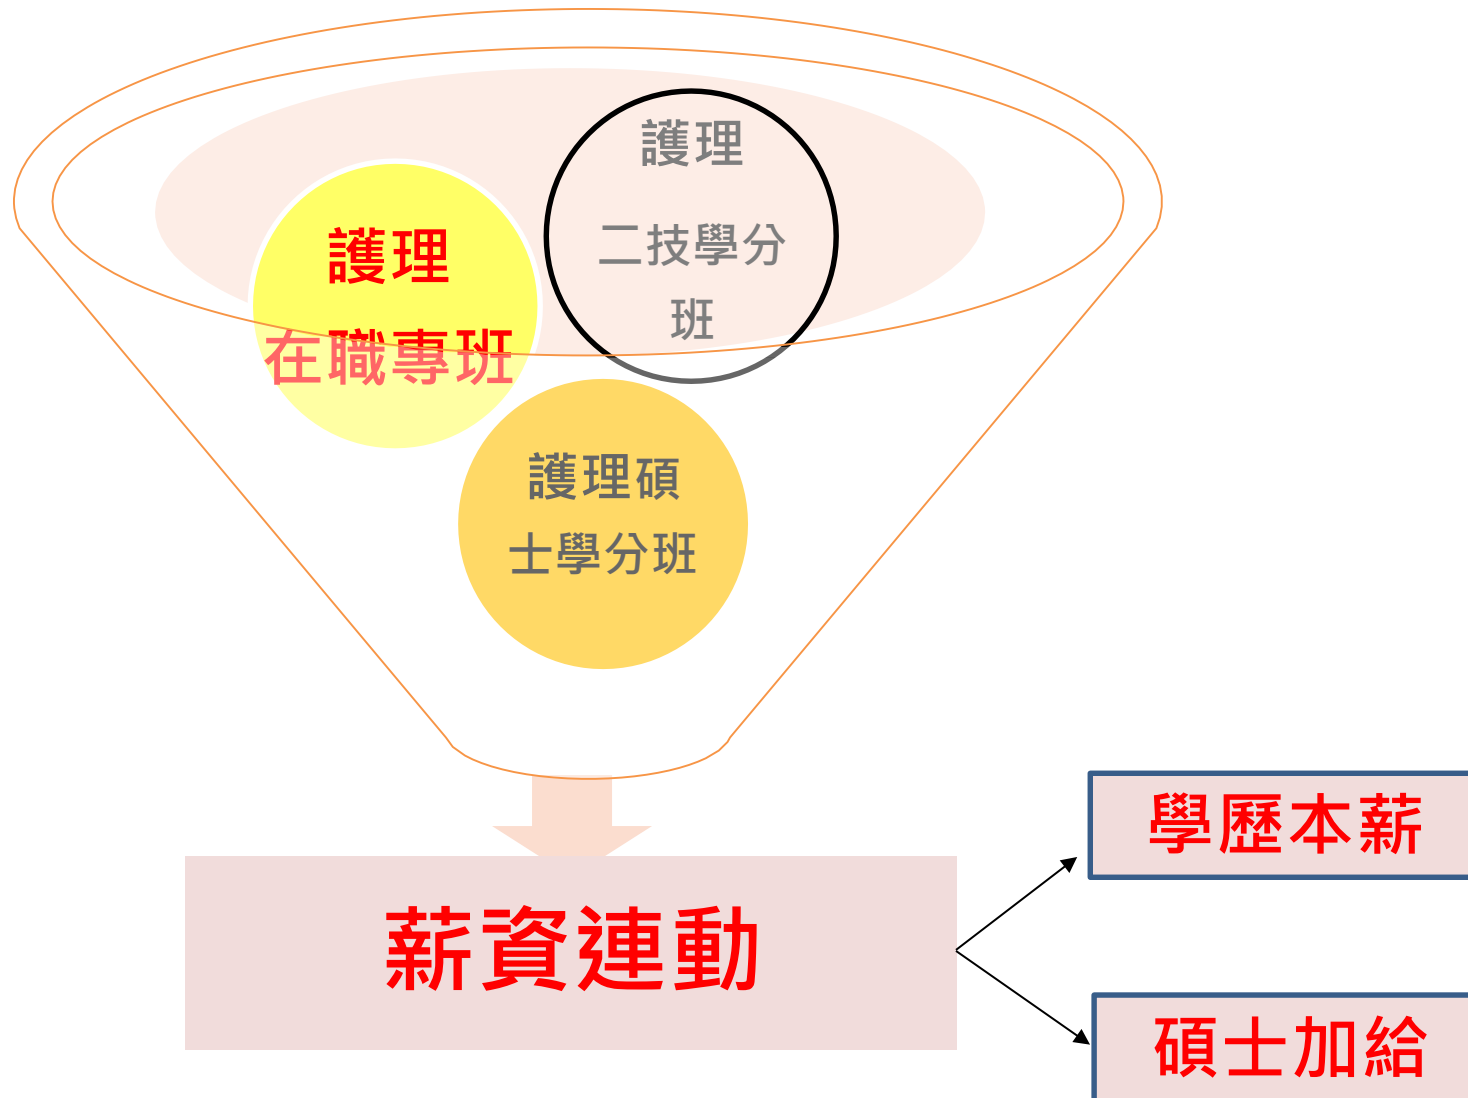 護理
二技學分
班
護理
在職專班
護理碩
士學分班
薪資連動
學歷本薪
碩士加給